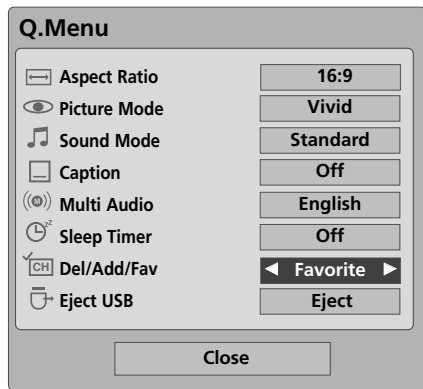 Q.Menu
Aspect Ratio 16:9
Picture Mode Vivid
Sound Mode Standard
Caption Off
Multi Audio English
Sleep Timer Off
Del/Add/Fav ◀ Favorite ▶
Eject USB Eject
Close